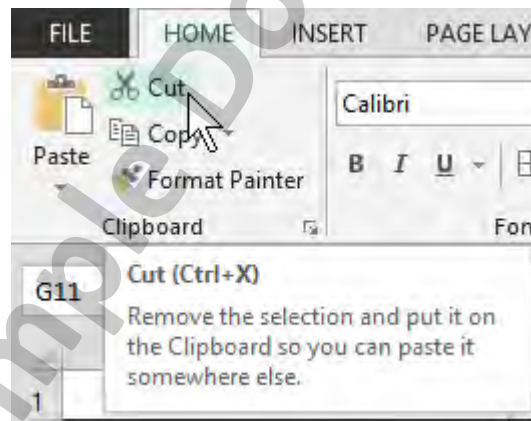 FILE HOME INSERT PAGE LAY
Cut
Calibri
Copy
Paste
B I U
Format Painter
Clipboard
Fon
G11
Cut (Ctrl+X)
Remove the selection and put it on
the Clipboard so you can paste it
somewhere else.
1